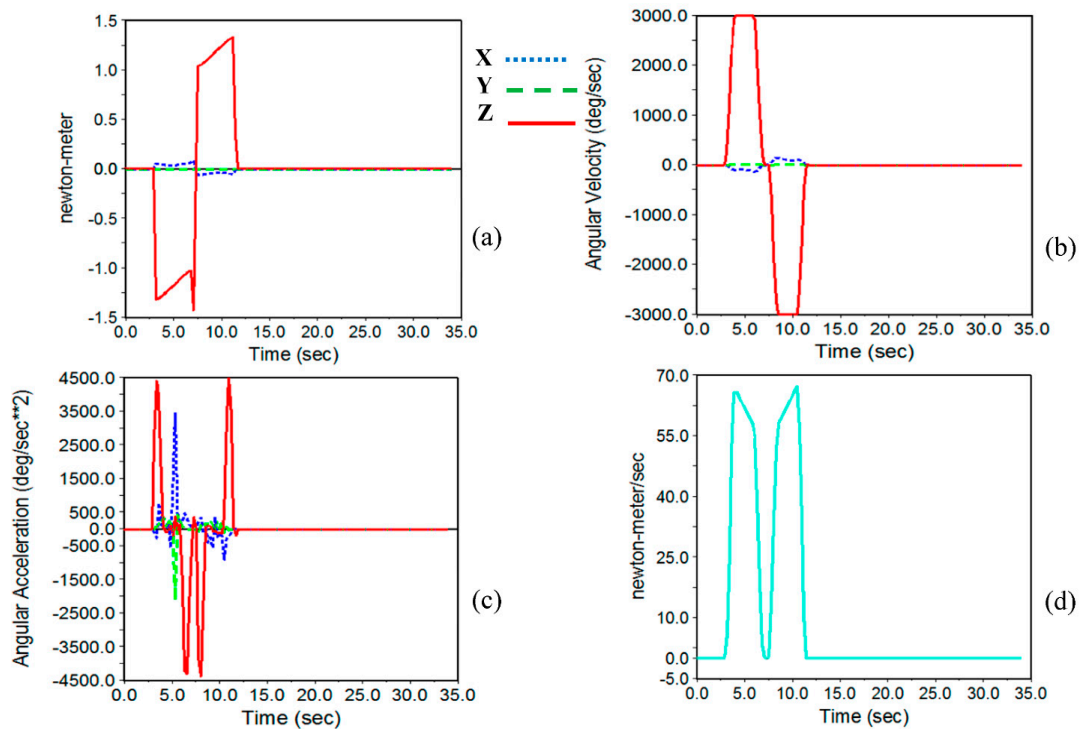 1.5
1.0
0.5
0.0
-0.5
-1.0
-1.5
newton-meter
0.0 5.0 10.0 15.0 20.0 25.0 30.0 35.0
Time (sec)
(a)
X
Y
Z
3000.0
2000.0
1000.0
0.0
-1000.0
-2000.0
-3000.0
Angular Velocity (deg/sec)
0.0 5.0 10.0 15.0 20.0 25.0 30.0 35.0
Time (sec)
(b)
4500.0
3500.0
2500.0
1500.0
500.0
0.0
-500.0
-1500.0
-2500.0
-3500.0
-4500.0
Angular Acceleration (deg/sec**2)
0.0 5.0 10.0 15.0 20.0 25.0 30.0 35.0
Time (sec)
(c)
70.0
55.0
40.0
25.0
10.0
0.0
-5.0
newton-meter/sec
0.0 5.0 10.0 15.0 20.0 25.0 30.0 35.0
Time (sec)
(d)